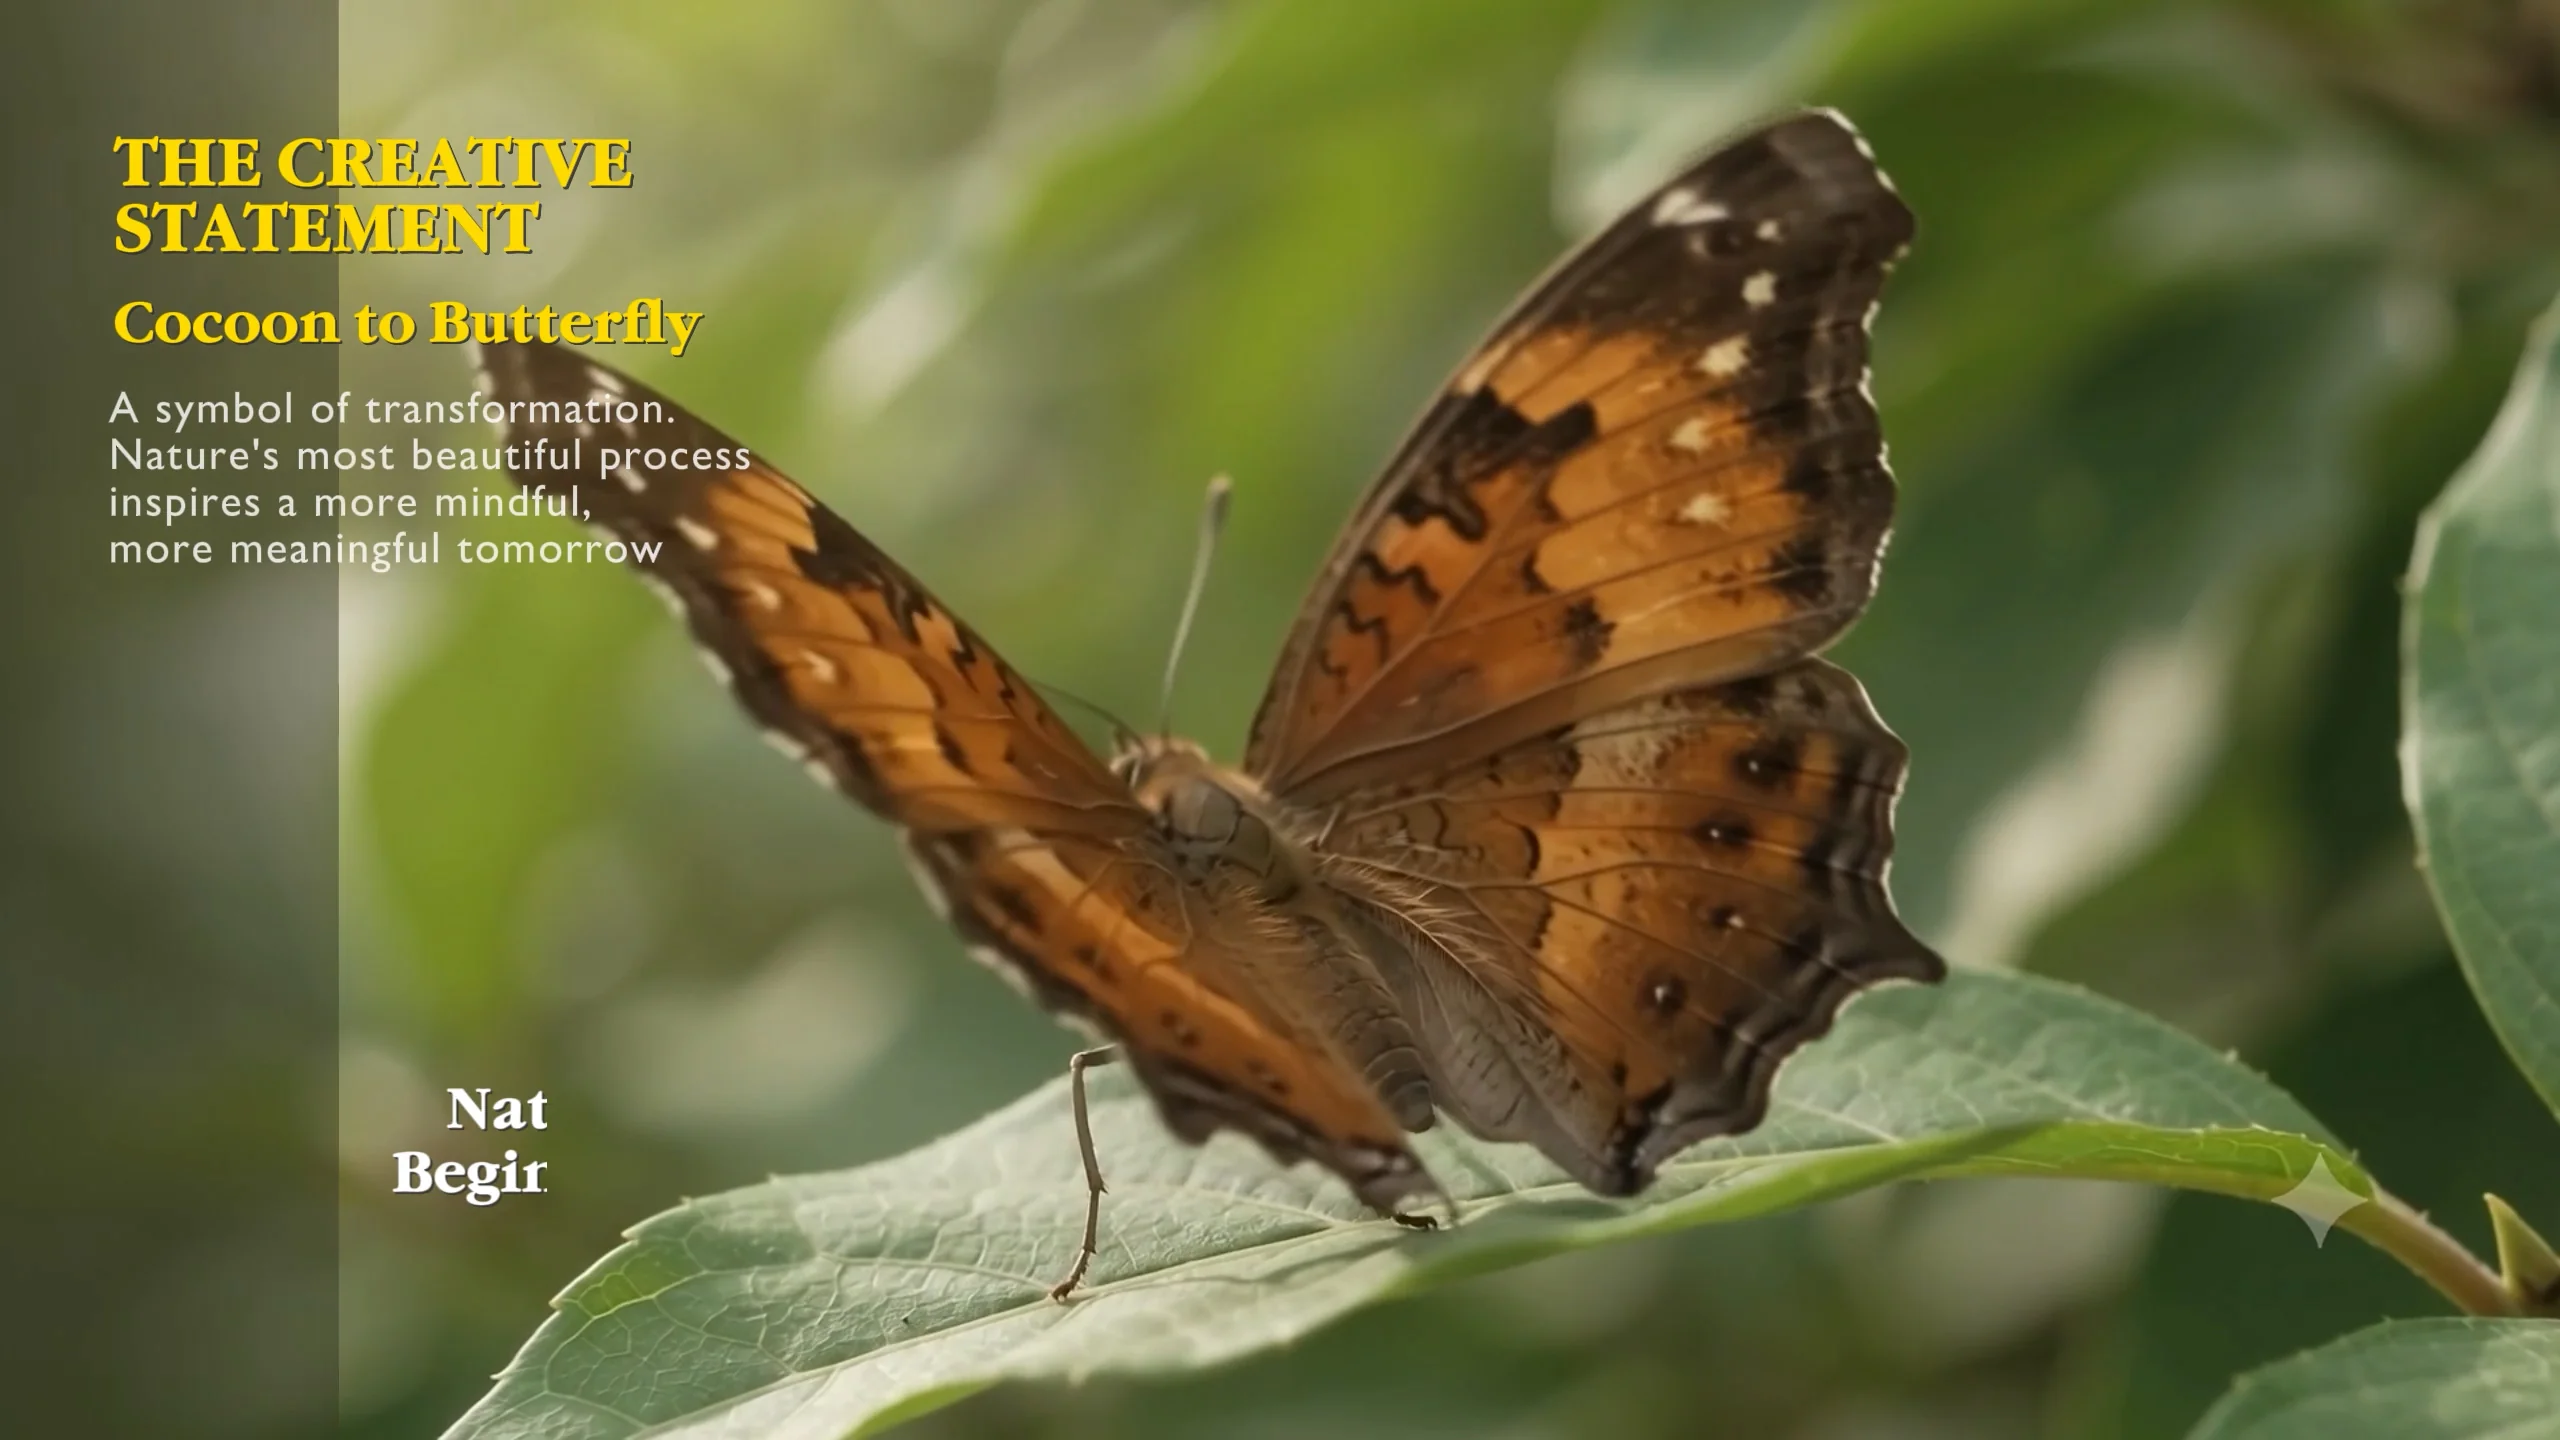 THE CREATIVE
STATEMENT
Cocoon to Butterfly
A symbol of transformation.
Nature's most beautiful process
inspires a more mindful,
more meaningful tomorrow
Nat